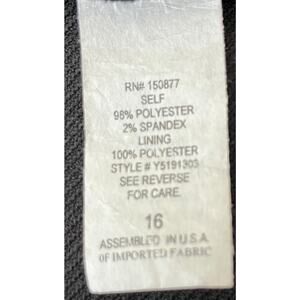 RN# 150877
SELF
98% POLYESTER
2% SPANDEX
LINING
100% POLYESTER
STYLE # Y5191303
SEE REVERSE
FOR CARE.
16
ASSEMBLED IN U.S.A.
OF IMPORTED FABRIC